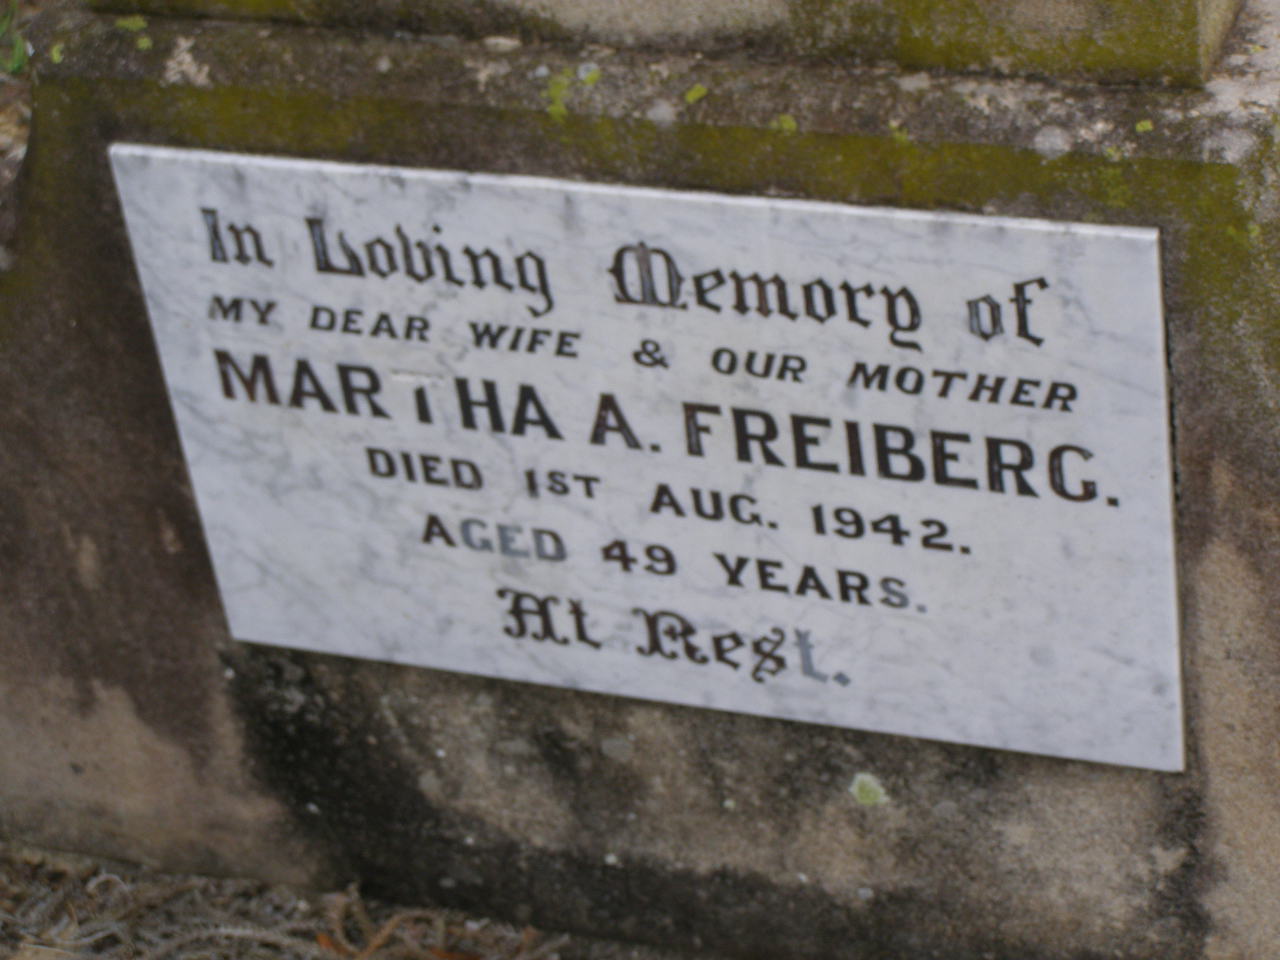 In Loving Memory of
MY DEAR WIFE & OUR MOTHER
MARTHA A. FREIBERG.
DIED 1ST AUG. 1942.
AGED 49 YEARS.
At Rest.